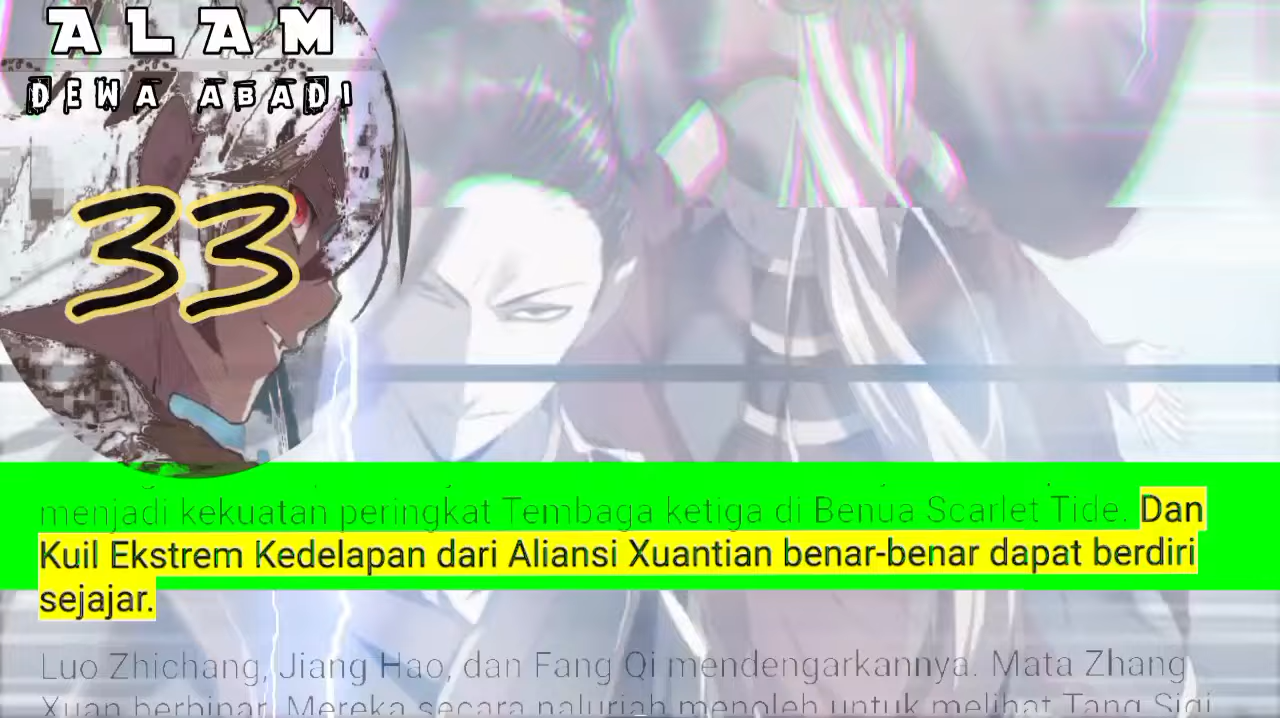 ALAM
DEWA ABADI
33
menjadi kekuatan peringkat Tembaga ketiga di Benua Scarlet Tide. Dan
Kuil Ekstrem Kedelapan dari Aliansi Xuantian benar-benar dapat berdiri
sejajar.
Luo Zhichang, Jiang Hao, dan Fang Qi mendengarkannya. Mata Zhang
Xuan berbinar. Mereka secara naluriah menoleh untuk melihat Tang Siqi